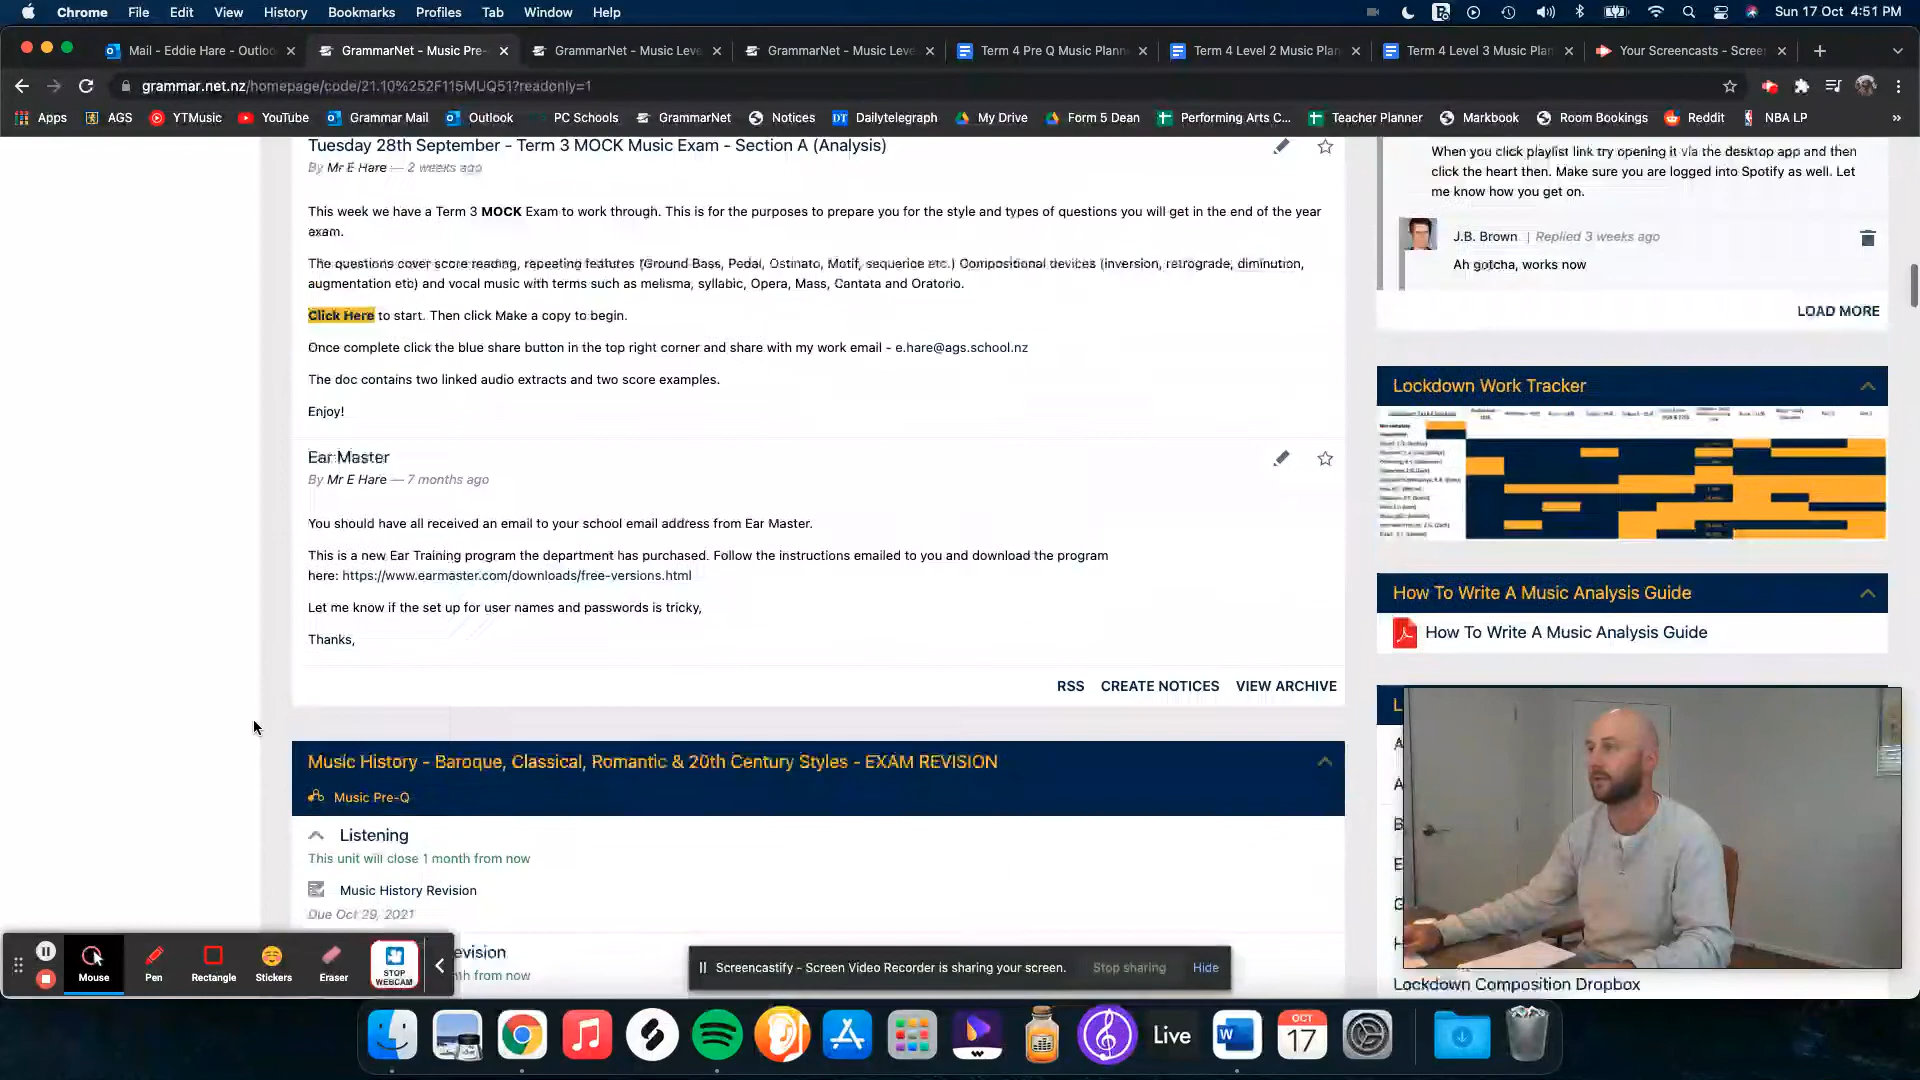 Chrome File Edit View History Bookmarks Profiles Tab Window Help Sun 17 Oct 4:51 PM
Mail - Eddie Hare - Outloo
GrammarNet - Music Pre-
GrammarNet - Music Leve
GrammarNet - Music Leve
Term 4 Pre Q Music Plann
Term 4 Level 2 Music Plan
Term 4 Level 3 Music Plan
Your Screencasts - Scree
grammar.net.nz/homepage/code/21.10%252F115MUQ51?readonly=1
Apps AGS YTMusic YouTube Grammar Mail Outlook PC Schools GrammarNet Notices Dailytelegraph My Drive Form 5 Dean Performing Arts C... Teacher Planner Markbook Room Bookings Reddit NBA LP »
Tuesday 28th September - Term 3 MOCK Music Exam - Section A (Analysis)
By Mr E Hare — 2 weeks ago
This week we have a Term 3 MOCK Exam to work through. This is for the purposes to prepare you for the style and types of questions you will get in the end of the year
exam.
The questions cover score reading, repeating features (Ground Bass, Pedal, Ostinato, Motif, sequence etc.) Compositional devices (inversion, retrograde, diminution,
augmentation etc) and vocal music with terms such as melisma, syllabic, Opera, Mass, Cantata and Oratorio.
Click Here to start. Then click Make a copy to begin.
Once complete click the blue share button in the top right corner and share with my work email - e.hare@ags.school.nz
The doc contains two linked audio extracts and two score examples.
Enjoy!
Ear Master
By Mr E Hare — 7 months ago
You should have all received an email to your school email address from Ear Master.
This is a new Ear Training program the department has purchased. Follow the instructions emailed to you and download the program
here: https://www.earmaster.com/downloads/free-versions.html
Let me know if the set up for user names and passwords is tricky,
Thanks,
RSS CREATE NOTICES VIEW ARCHIVE
Music History - Baroque, Classical, Romantic & 20th Century Styles - EXAM REVISION
Music Pre-Q
Listening
This unit will close 1 month from now
Music History Revision
Due Oct 29, 2021
evision
nth from now
When you click playlist link try opening it via the desktop app and then
click the heart then. Make sure you are logged into Spotify as well. Let
me know how you get on.
J.B. Brown | Replied 3 weeks ago
Ah gotcha, works now
LOAD MORE
Lockdown Work Tracker
How To Write A Music Analysis Guide
How To Write A Music Analysis Guide
L
A
A
B
E
G
H
Lockdown Composition Dropbox
Mouse Pen Rectangle Stickers Eraser STOP WEBCAM
Screencastify - Screen Video Recorder is sharing your screen. Stop sharing Hide
Live
OCT
17